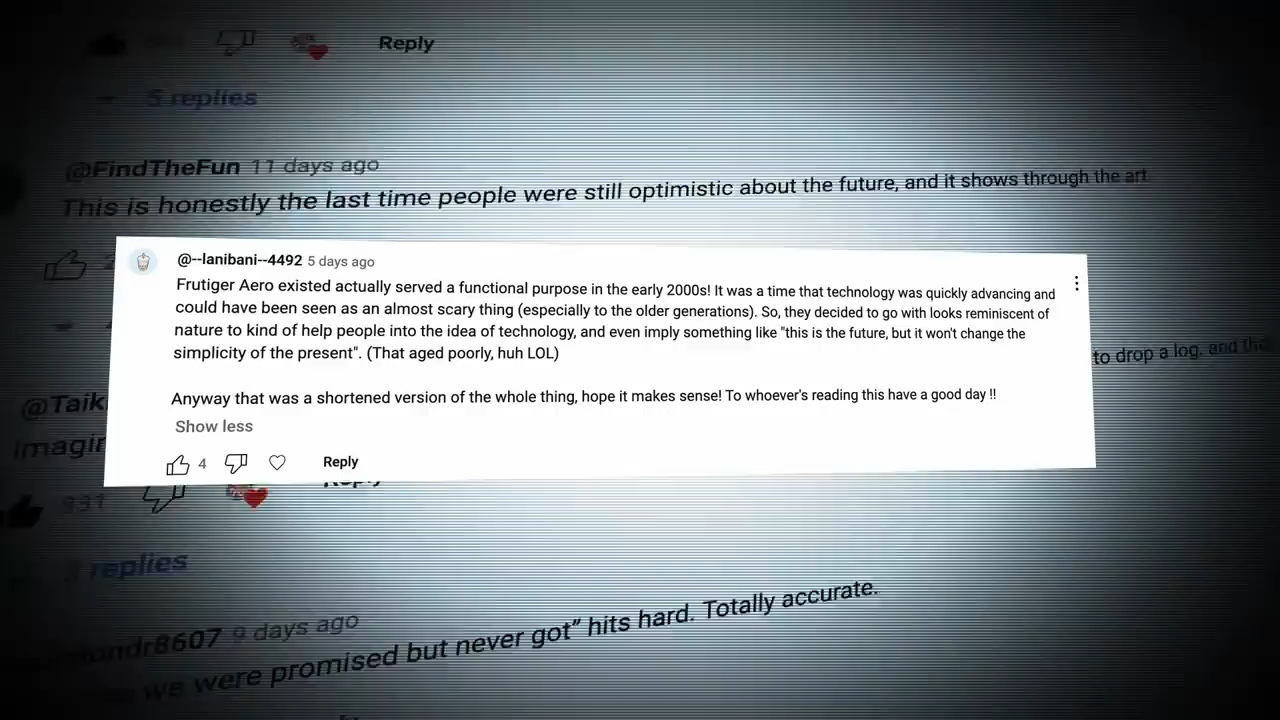 Reply
5 replies
@FindTheFun 11 days ago
This is honestly the last time people were still optimistic about the future, and it shows through the art
@--lanibani--4492 5 days ago
Frutiger Aero existed actually served a functional purpose in the early 2000s! It was a time that technology was quickly advancing and
could have been seen as an almost scary thing (especially to the older generations). So, they decided to go with looks reminiscent of
nature to kind of help people into the idea of technology, and even imply something like "this is the future, but it won't change the
simplicity of the present". (That aged poorly, huh LOL)
to drop a log, and the
Anyway that was a shortened version of the whole thing, hope it makes sense! To whoever's reading this have a good day !!
@Taik
Show less
imagin
4
Reply
931
replies
8607 9 days ago
we were promised but never got” hits hard. Totally accurate.